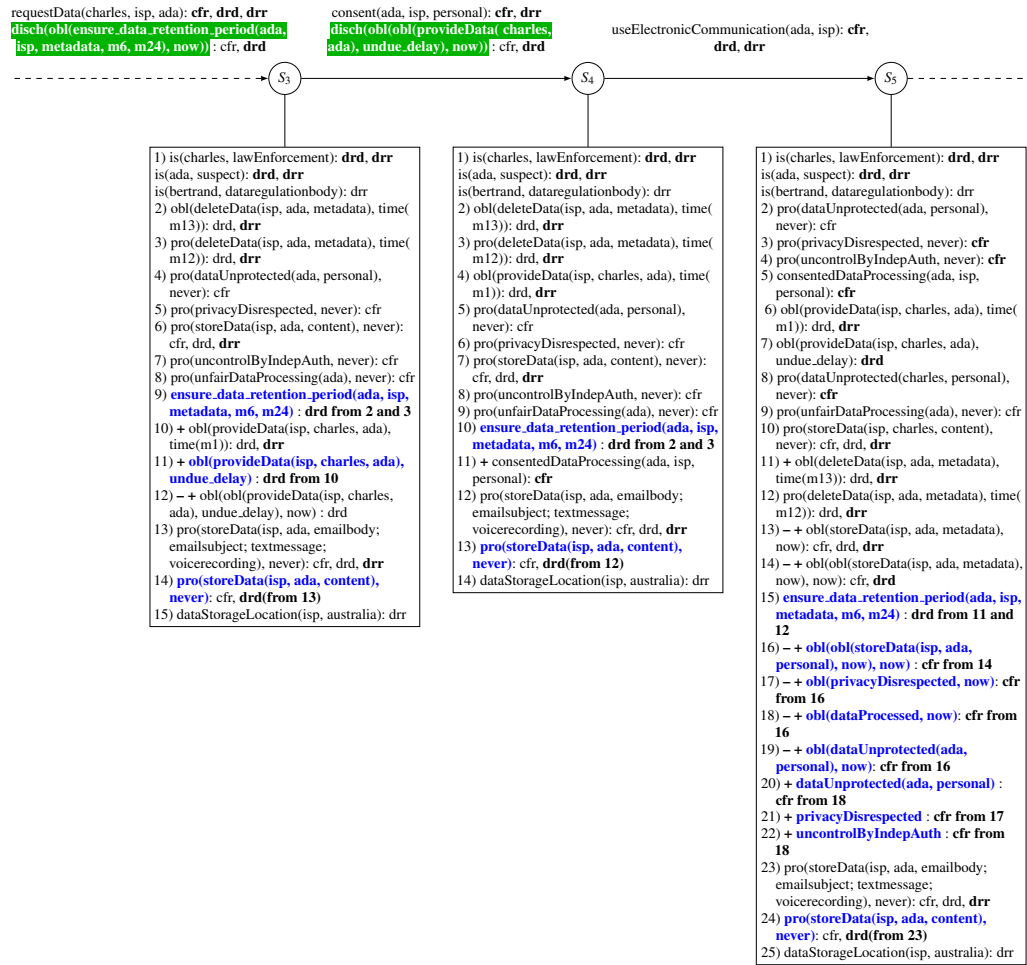 requestData(charles, isp, ada): cfr, drd, drr
disch(obl(ensure_data_retention_period(ada,
isp, metadata, m6, m24), now)) : cfr, drd
consent(ada, isp, personal): cfr, drr
disch(obl(obl(provideData( charles,
ada), undue_delay), now)) : cfr, drd
useElectronicCommunication(ada, isp): cfr,
drd, drr
S3
S4
S5
1) is(charles, lawEnforcement): drd, drr
is(ada, suspect): drd, drr
is(bertrand, dataregulationbody): drr
2) obl(deleteData(isp, ada, metadata), time(
m13)): drd, drr
3) pro(deleteData(isp, ada, metadata), time(
m12)): drd, drr
4) pro(dataUnprotected(ada, personal),
never): cfr
5) pro(privacyDisrespected, never): cfr
6) pro(storeData(isp, ada, content), never):
cfr, drd, drr
7) pro(uncontrolByIndepAuth, never): cfr
8) pro(unfairDataProcessing(ada), never): cfr
9) ensure_data_retention_period(ada, isp,
metadata, m6, m24) : drd from 2 and 3
10) + obl(provideData(isp, charles, ada),
time(m1)): drd, drr
11) + obl(provideData(isp, charles, ada),
undue_delay) : drd from 10
12) – + obl(obl(provideData(isp, charles,
ada), undue_delay), now) : drd
13) pro(storeData(isp, ada, emailbody;
emailsubject; textmessage;
voicerecording), never): cfr, drd, drr
14) pro(storeData(isp, ada, content),
never): cfr, drd(from 13)
15) dataStorageLocation(isp, australia): drr
1) is(charles, lawEnforcement): drd, drr
is(ada, suspect): drd, drr
is(bertrand, dataregulationbody): drr
2) obl(deleteData(isp, ada, metadata), time(
m13)): drd, drr
3) pro(deleteData(isp, ada, metadata), time(
m12)): drd, drr
4) obl(provideData(isp, charles, ada), time(
m1)): drd, drr
5) pro(dataUnprotected(ada, personal),
never): cfr
6) pro(privacyDisrespected, never): cfr
7) pro(storeData(isp, ada, content), never):
cfr, drd, drr
8) pro(uncontrolByIndepAuth, never): cfr
9) pro(unfairDataProcessing(ada), never): cfr
10) ensure_data_retention_period(ada, isp,
metadata, m6, m24) : drd from 2 and 3
11) + consentedDataProcessing(ada, isp,
personal): cfr
12) pro(storeData(isp, ada, emailbody;
emailsubject; textmessage;
voicerecording), never): cfr, drd, drr
13) pro(storeData(isp, ada, content),
never): cfr, drd(from 12)
14) dataStorageLocation(isp, australia): drr
1) is(charles, lawEnforcement): drd, drr
is(ada, suspect): drd, drr
is(bertrand, dataregulationbody): drr
2) pro(dataUnprotected(ada, personal),
never): cfr
3) pro(privacyDisrespected, never): cfr
4) pro(uncontrolByIndepAuth, never): cfr
5) consentedDataProcessing(ada, isp,
personal): cfr
6) obl(provideData(isp, charles, ada), time(
m1)): drd, drr
7) obl(provideData(isp, charles, ada),
undue_delay): drd
8) pro(dataUnprotected(charles, personal),
never): cfr
9) pro(unfairDataProcessing(ada), never): cfr
10) pro(storeData(isp, charles, content),
never): cfr, drd, drr
11) + obl(deleteData(isp, ada, metadata),
time(m13)): drd, drr
12) pro(deleteData(isp, ada, metadata), time(
m12)): drd, drr
13) – + obl(storeData(isp, ada, metadata),
now): cfr, drd, drr
14) – + obl(obl(storeData(isp, ada, metadata),
now), now): cfr, drd
15) ensure_data_retention_period(ada, isp,
metadata, m6, m24) : drd from 11 and
12
16) – + obl(obl(storeData(isp, ada,
personal), now), now) : cfr from 14
17) – + obl(privacyDisrespected, now): cfr
from 16
18) – + obl(dataProcessed, now): cfr from
16
19) – + obl(dataUnprotected(ada,
personal), now): cfr from 16
20) + dataUnprotected(ada, personal) :
cfr from 18
21) + privacyDisrespected : cfr from 17
22) + uncontrolByIndepAuth : cfr from
18
23) pro(storeData(isp, ada, emailbody;
emailsubject; textmessage;
voicerecording), never): cfr, drd, drr
24) pro(storeData(isp, ada, content),
never): cfr, drd(from 23)
25) dataStorageLocation(isp, australia): drr